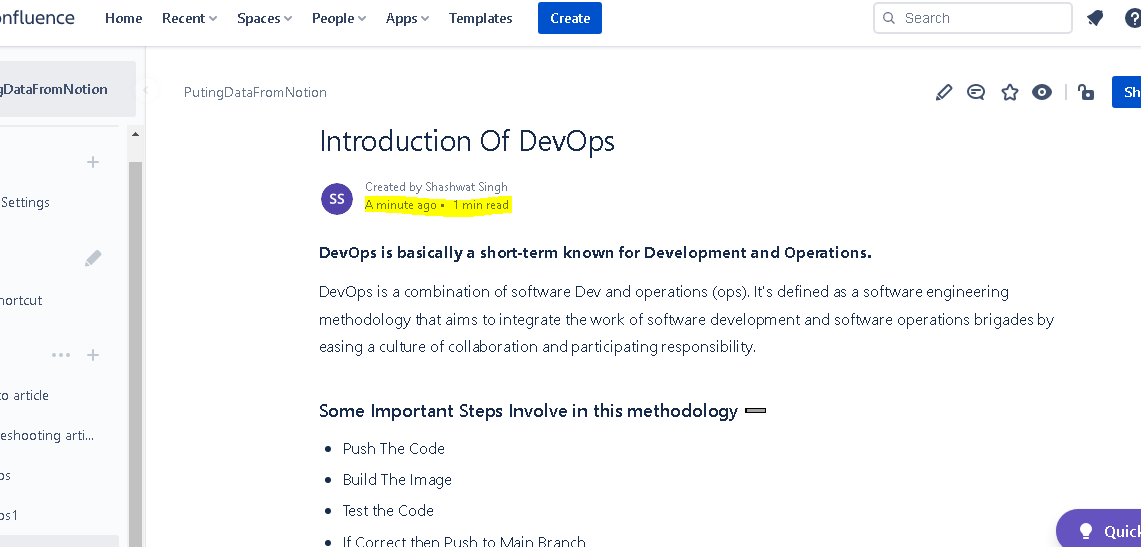 onfluence Home Recent Spaces People Apps Templates Create Search
gDataFromNotion
PutingDataFromNotion
Sh
Introduction Of DevOps
SS
Created by Shashwat Singh
A minute ago • 1 min read
Settings
DevOps is basically a short-term known for Development and Operations.
DevOps is a combination of software Dev and operations (ops). It's defined as a software engineering
methodology that aims to integrate the work of software development and software operations brigades by
easing a culture of collaboration and participating responsibility.
hortcut
to article
eshooting arti...
ps
ps1
Some Important Steps Involve in this methodology
• Push The Code
• Build The Image
• Test the Code
• If Correct then Push to Main Branch
Quick